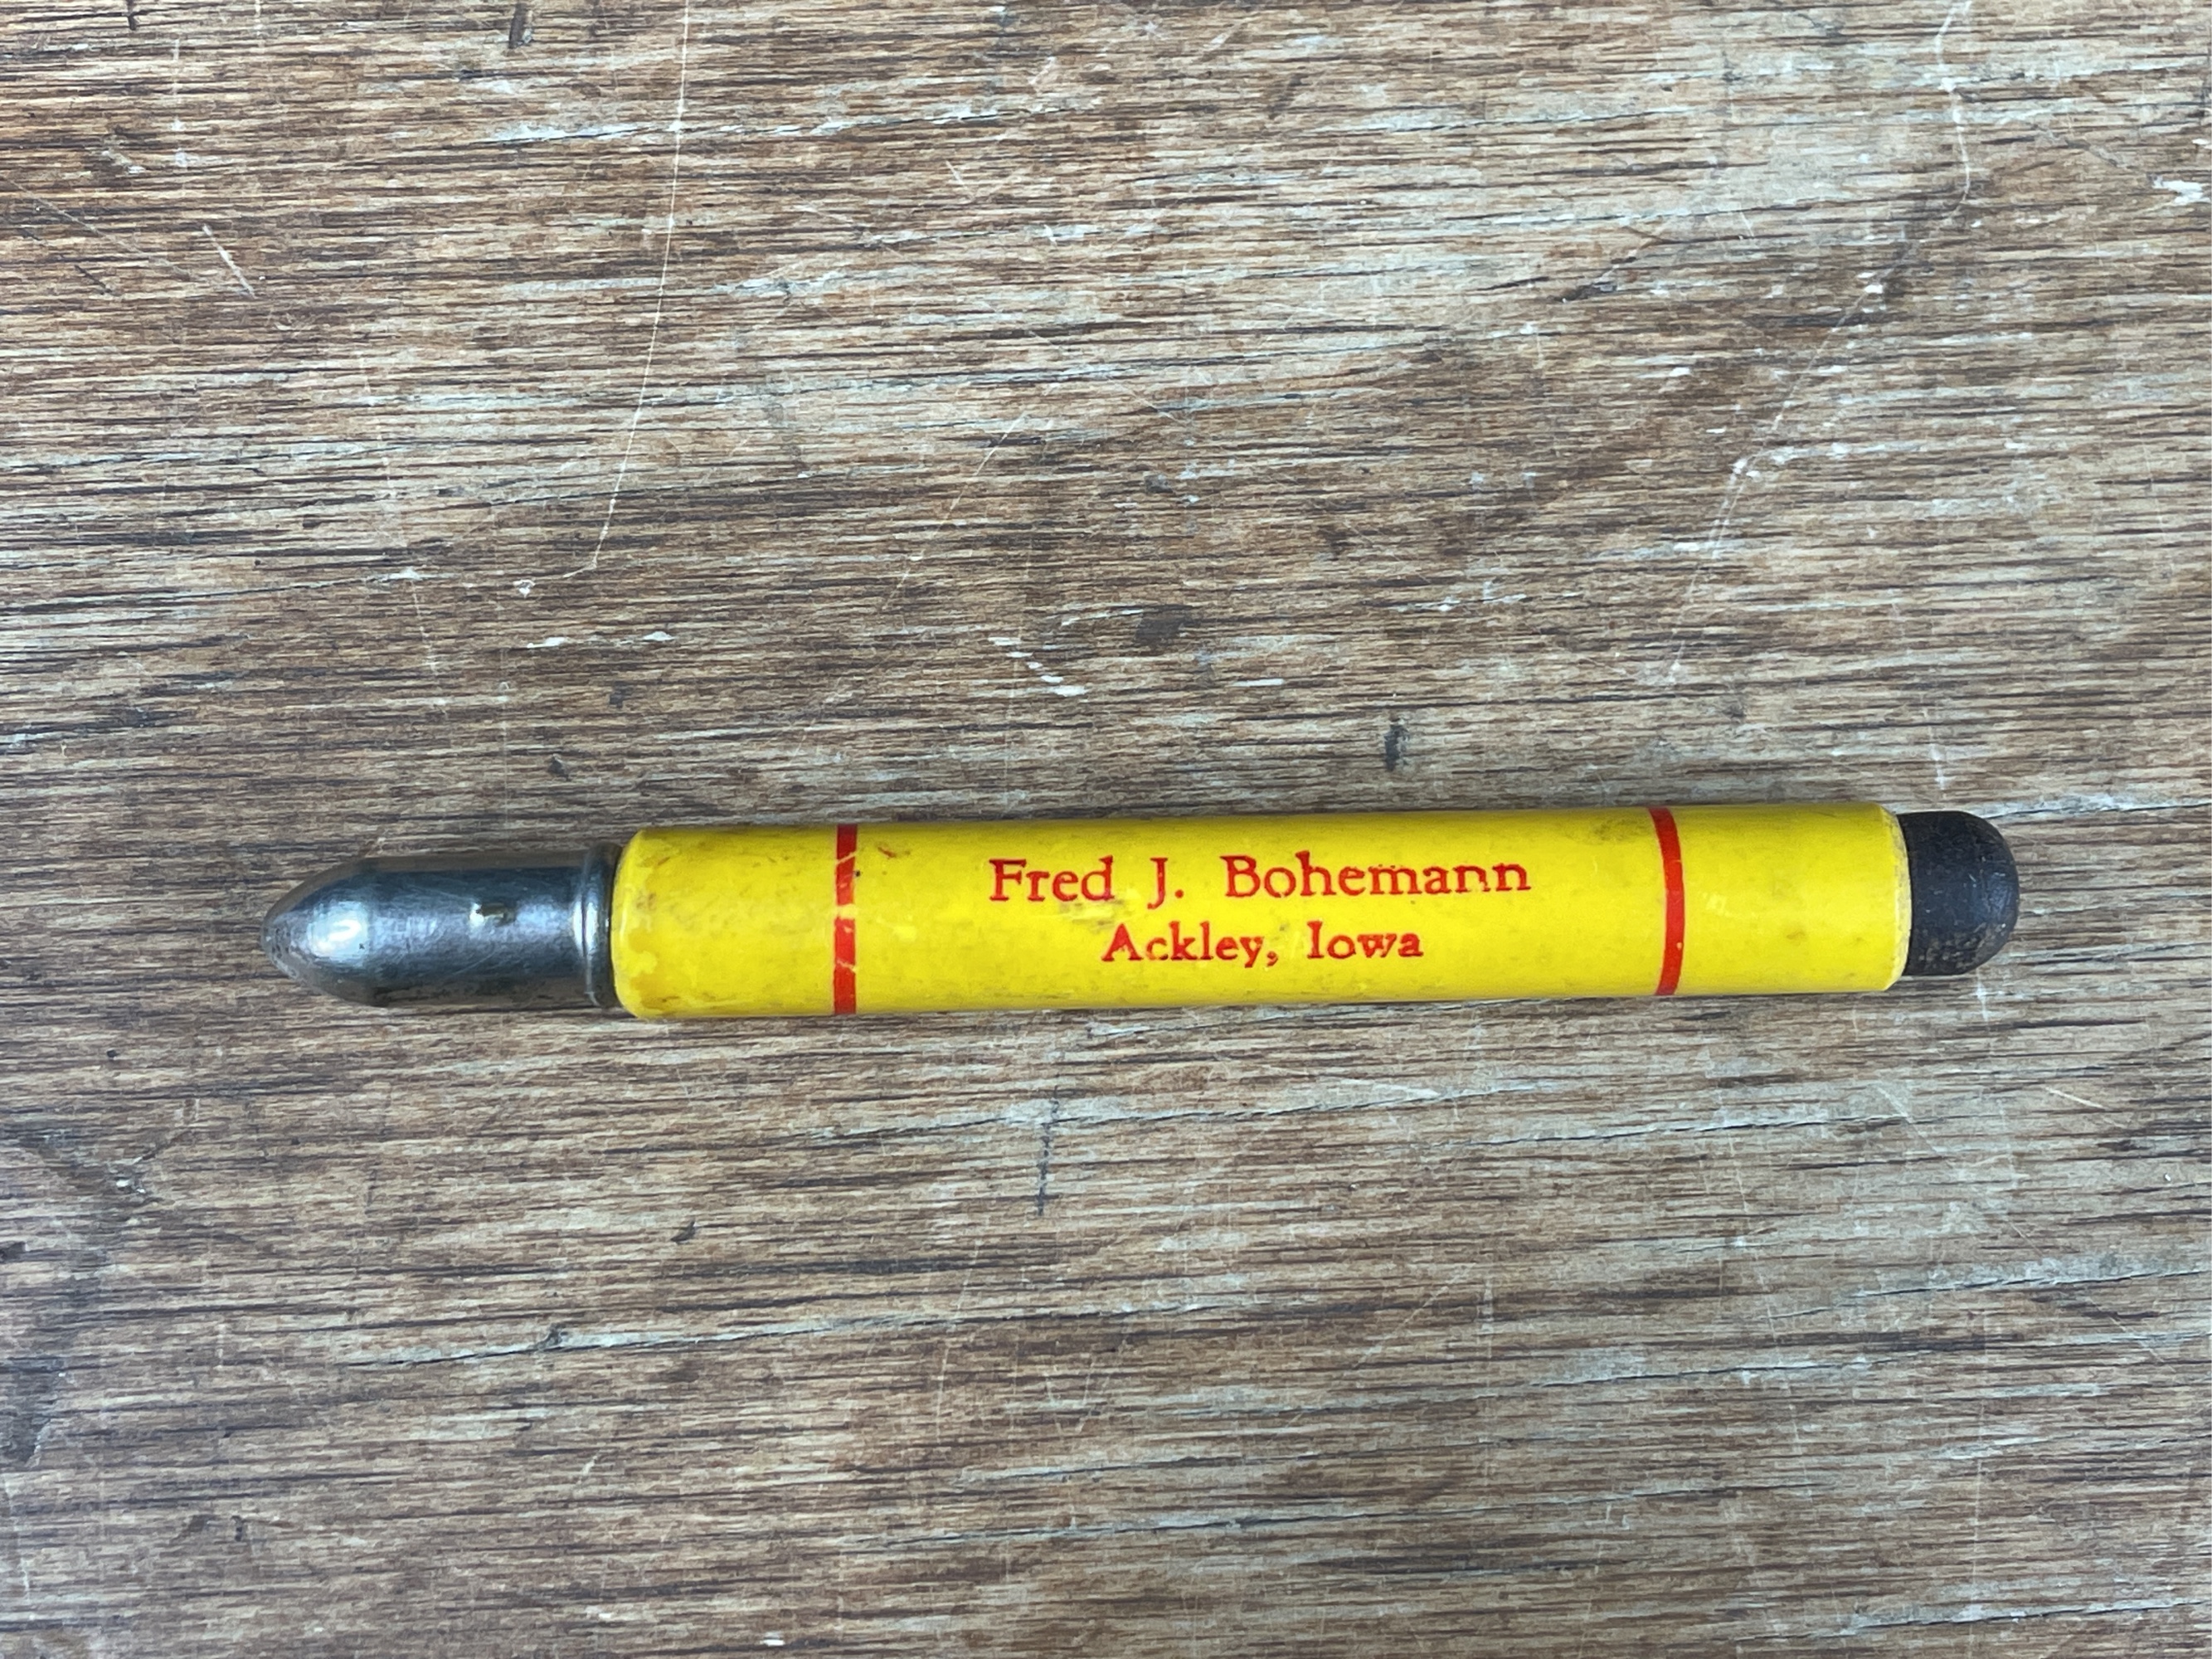 Fred J. Bohemann
Ackley, Iowa